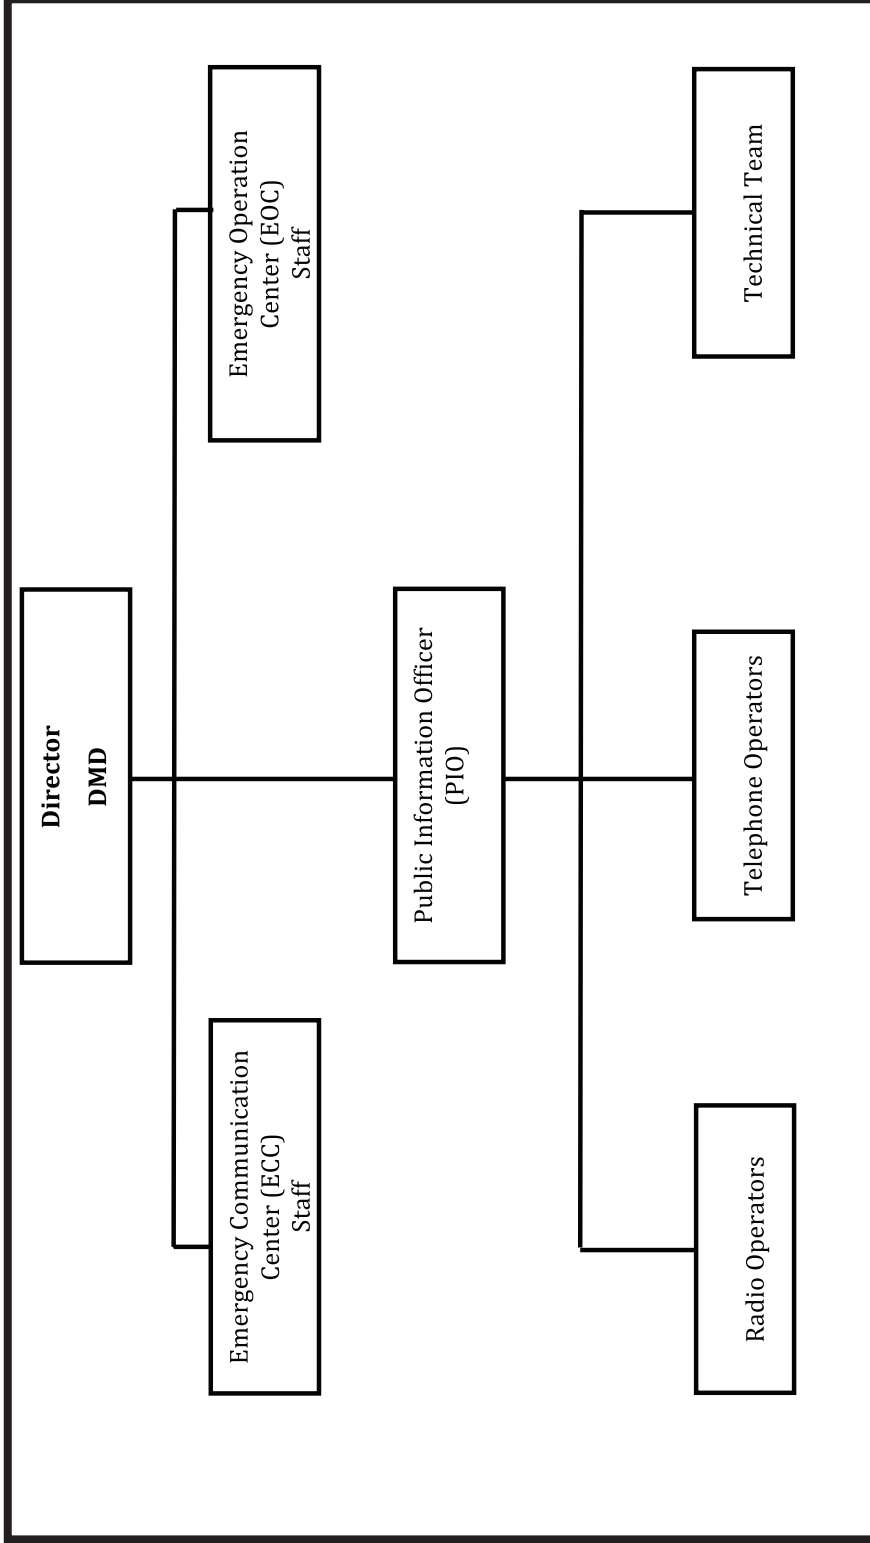 Director
DMD
Emergency Communication
Center (ECC)
Staff
Emergency Operation
Center (EOC)
Staff
Public Information Officer
(PIO)
Radio Operators
Telephone Operators
Technical Team